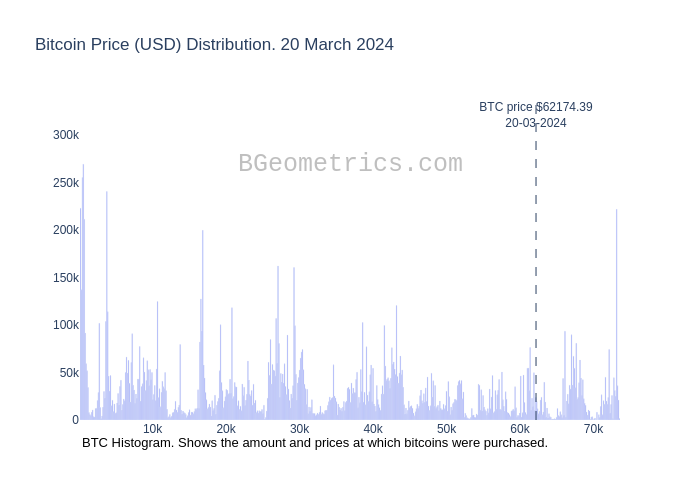 Bitcoin Price (USD) Distribution. 20 March 2024
BTC price $62174.39
20-03-2024
300k
BGeometrics.com
250k
200k
150k
100k
50k
0
10k 20k 30k 40k 50k 60k 70k
BTC Histogram. Shows the amount and prices at which bitcoins were purchased.